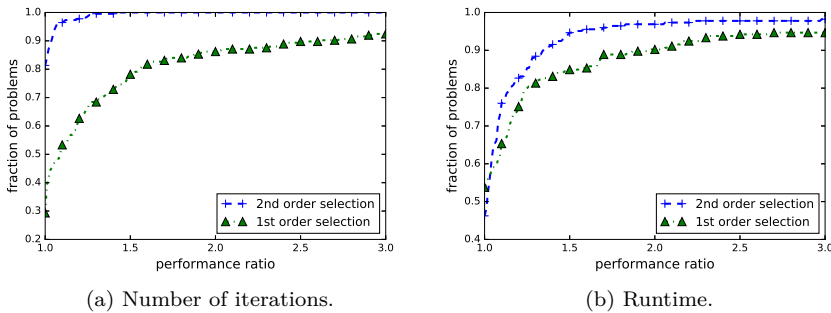 1.0
0.9
0.8
0.7
0.6
0.5
0.4
0.3
0.2
fraction of problems
2nd order selection
1st order selection
1.0 1.5 2.0 2.5 3.0
performance ratio
(a) Number of iterations.
1.0
0.9
0.8
0.7
0.6
0.5
0.4
fraction of problems
2nd order selection
1st order selection
1.0 1.5 2.0 2.5 3.0
performance ratio
(b) Runtime.